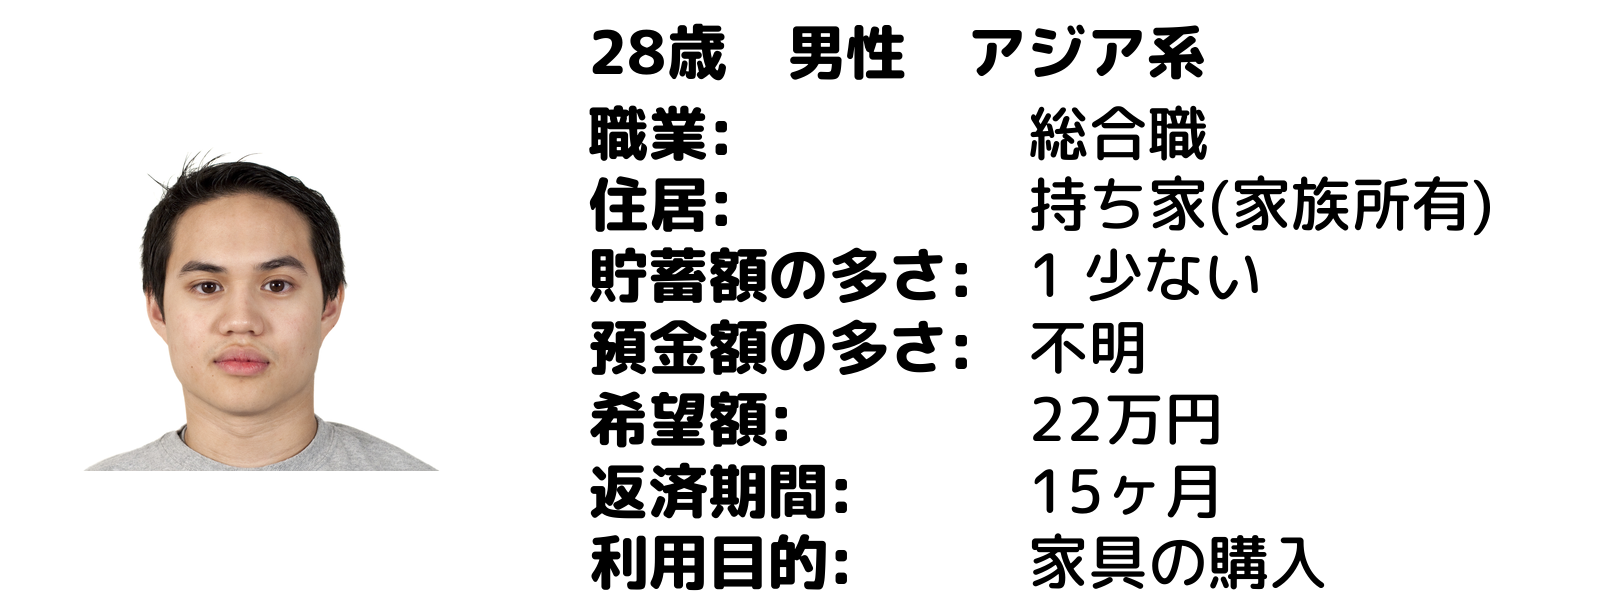 28歳　男性　アジア系
職業: 総合職
住居: 持ち家(家族所有)
貯蓄額の多さ: 1 少ない
預金額の多さ: 不明
希望額: 22万円
返済期間: 15ヶ月
利用目的: 家具の購入